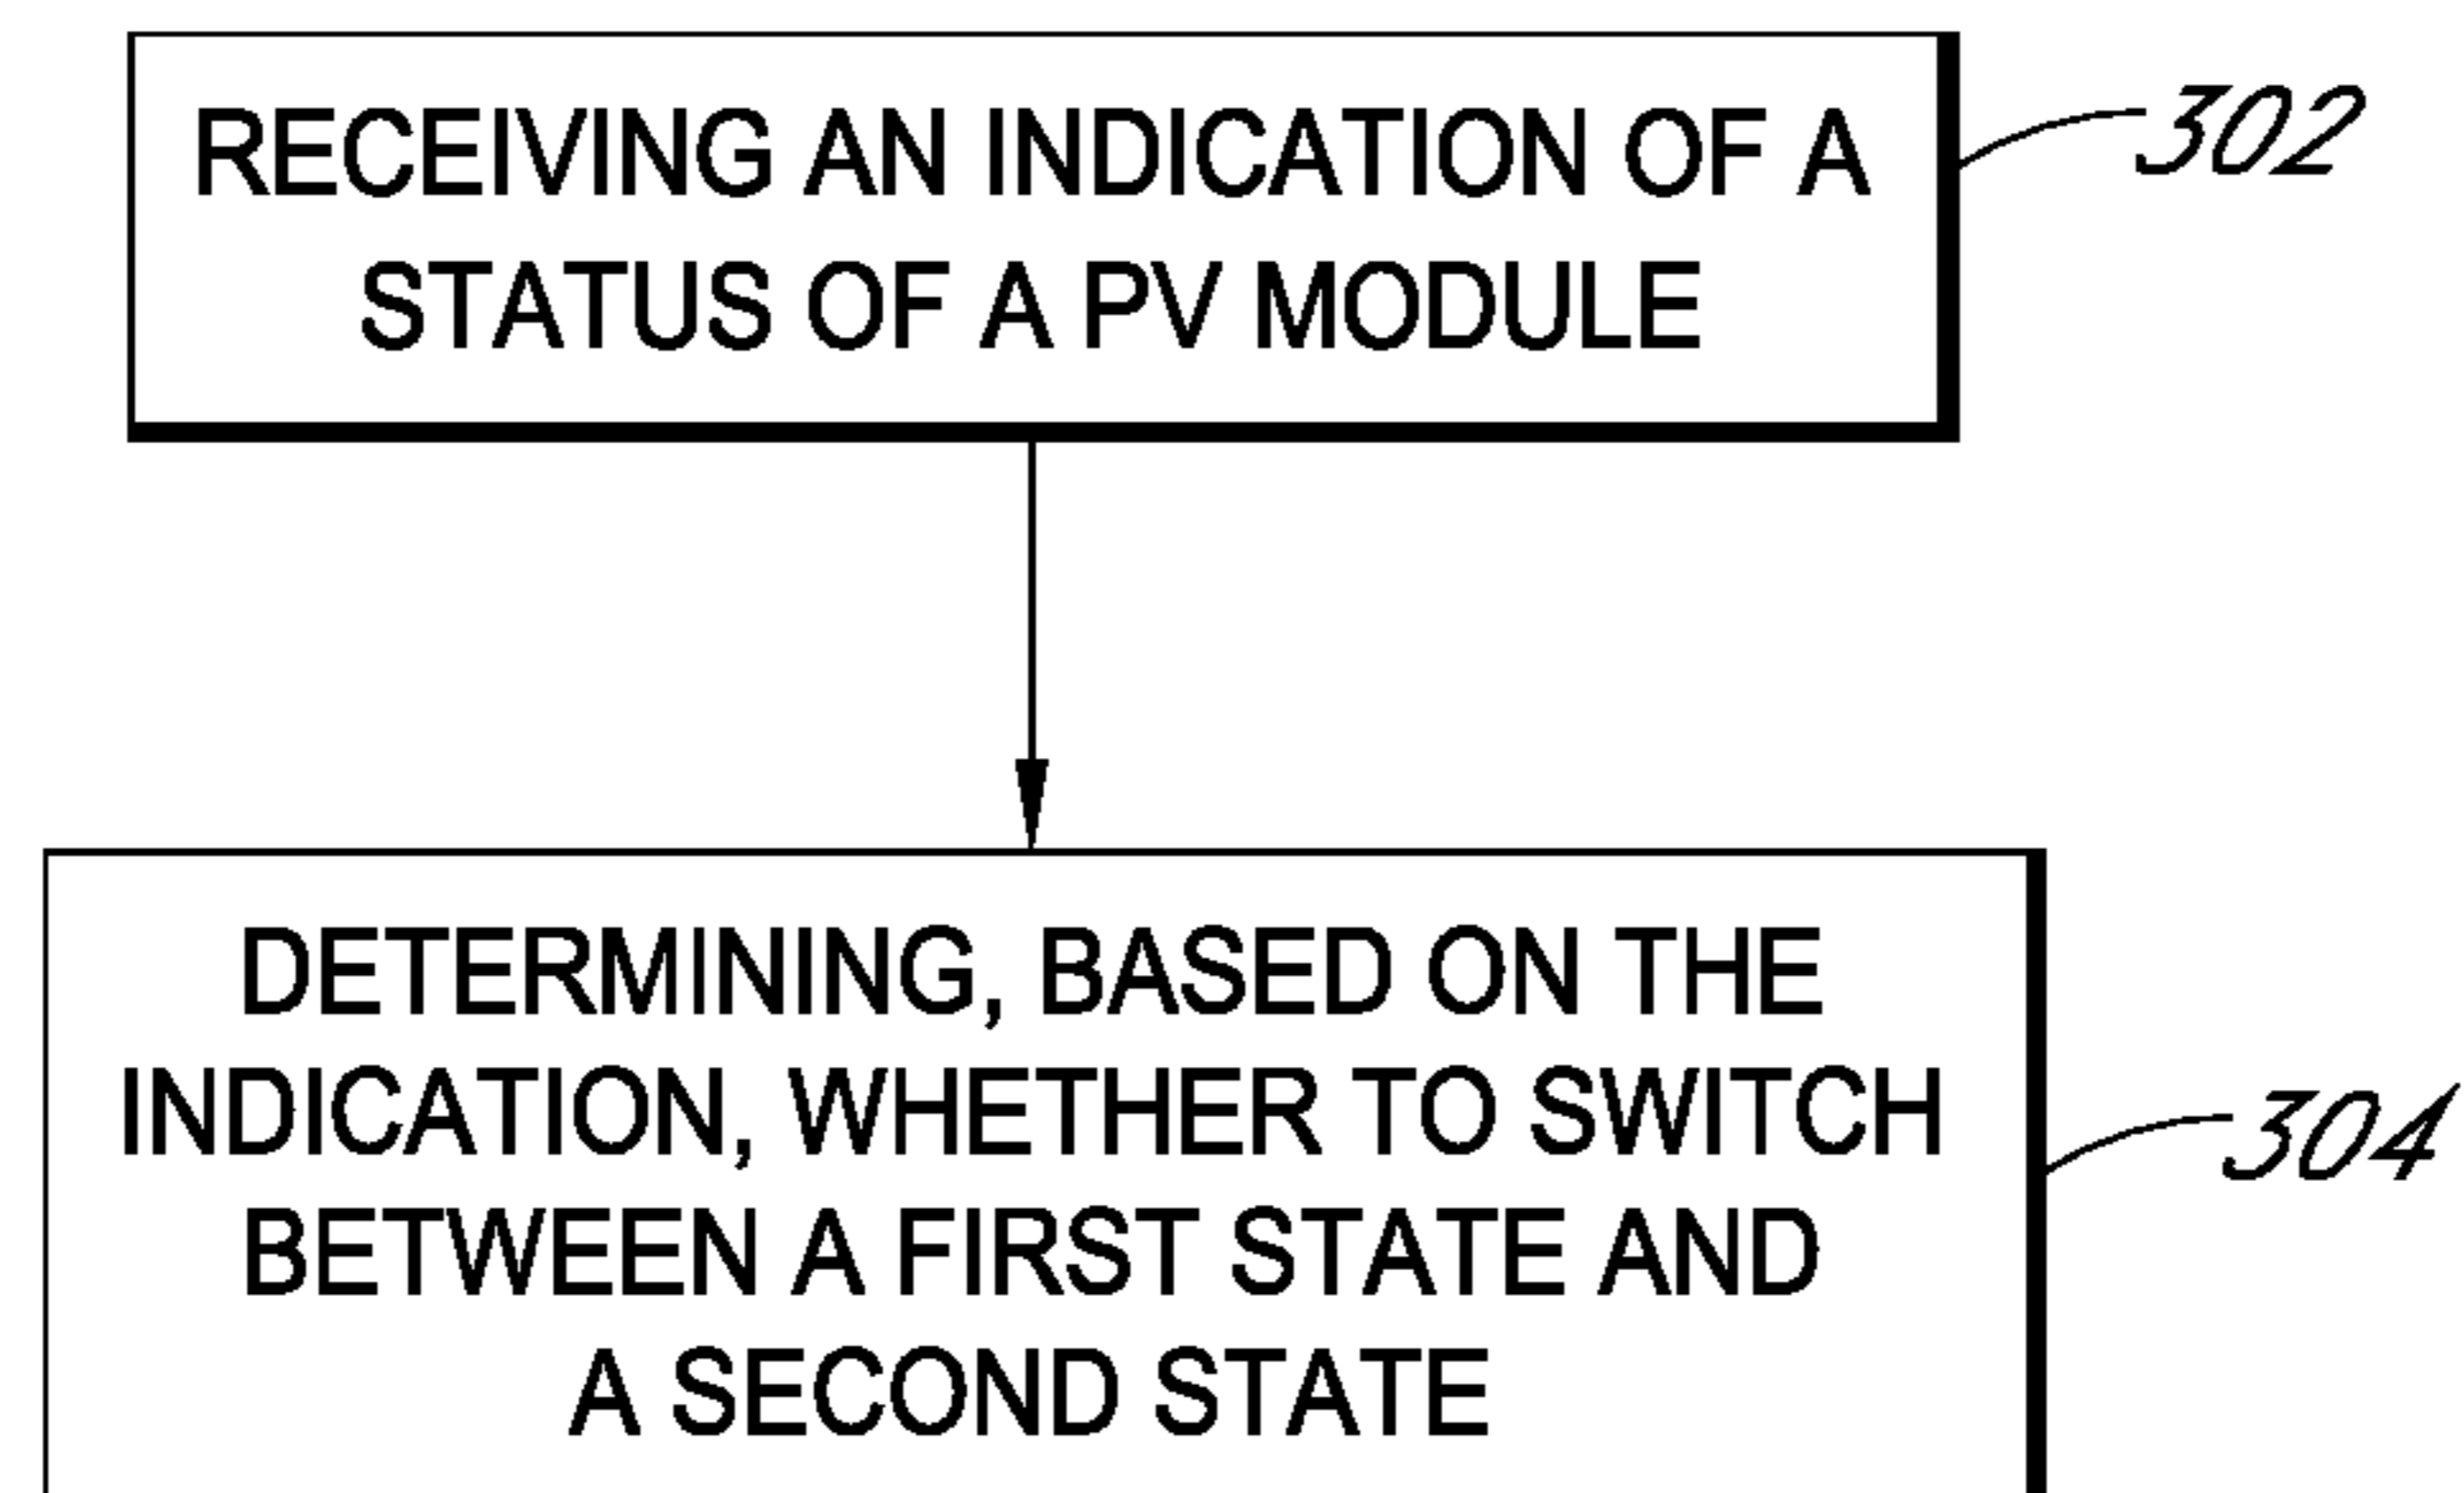 RECEIVING AN INDICATION OF A
STATUS OF A PV MODULE
302
DETERMINING, BASED ON THE
INDICATION, WHETHER TO SWITCH
BETWEEN A FIRST STATE AND
A SECOND STATE
304